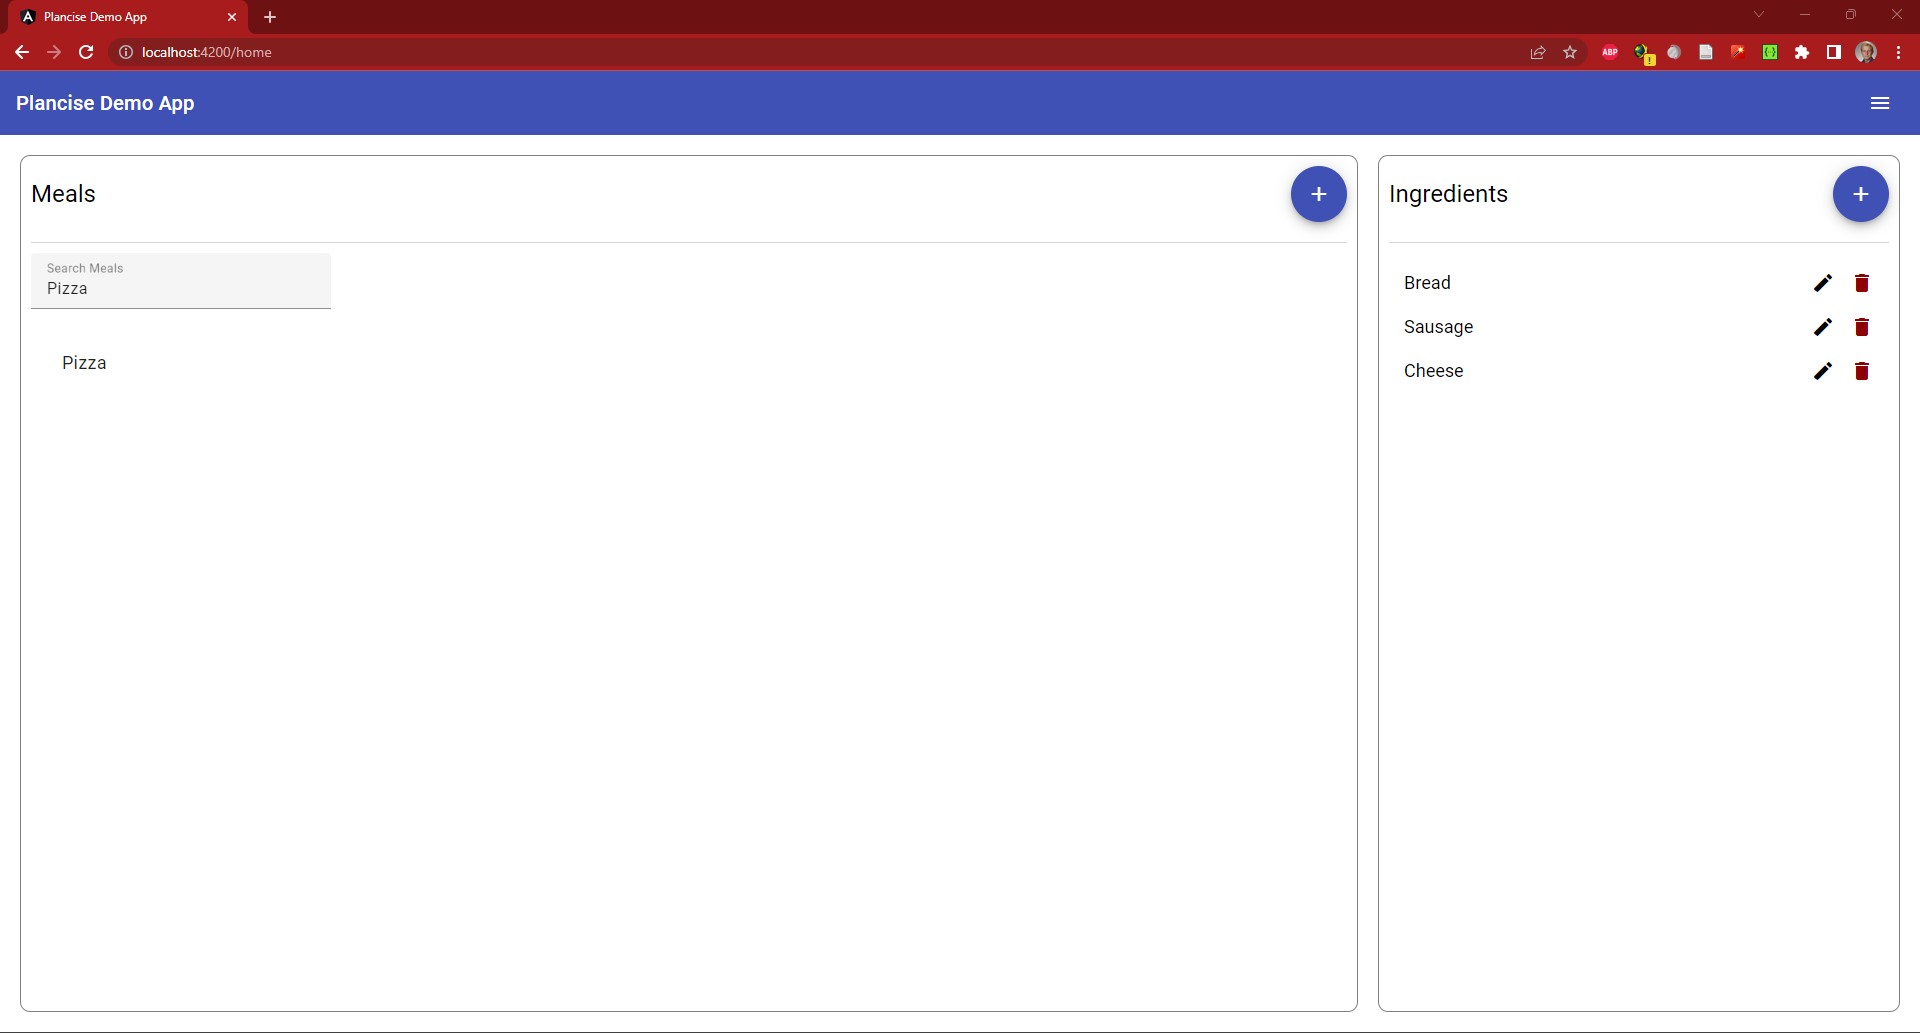 Plancise Demo App
localhost:4200/home
ABP
Plancise Demo App
Meals
Ingredients
Search Meals
Pizza
Pizza
Bread
Sausage
Cheese